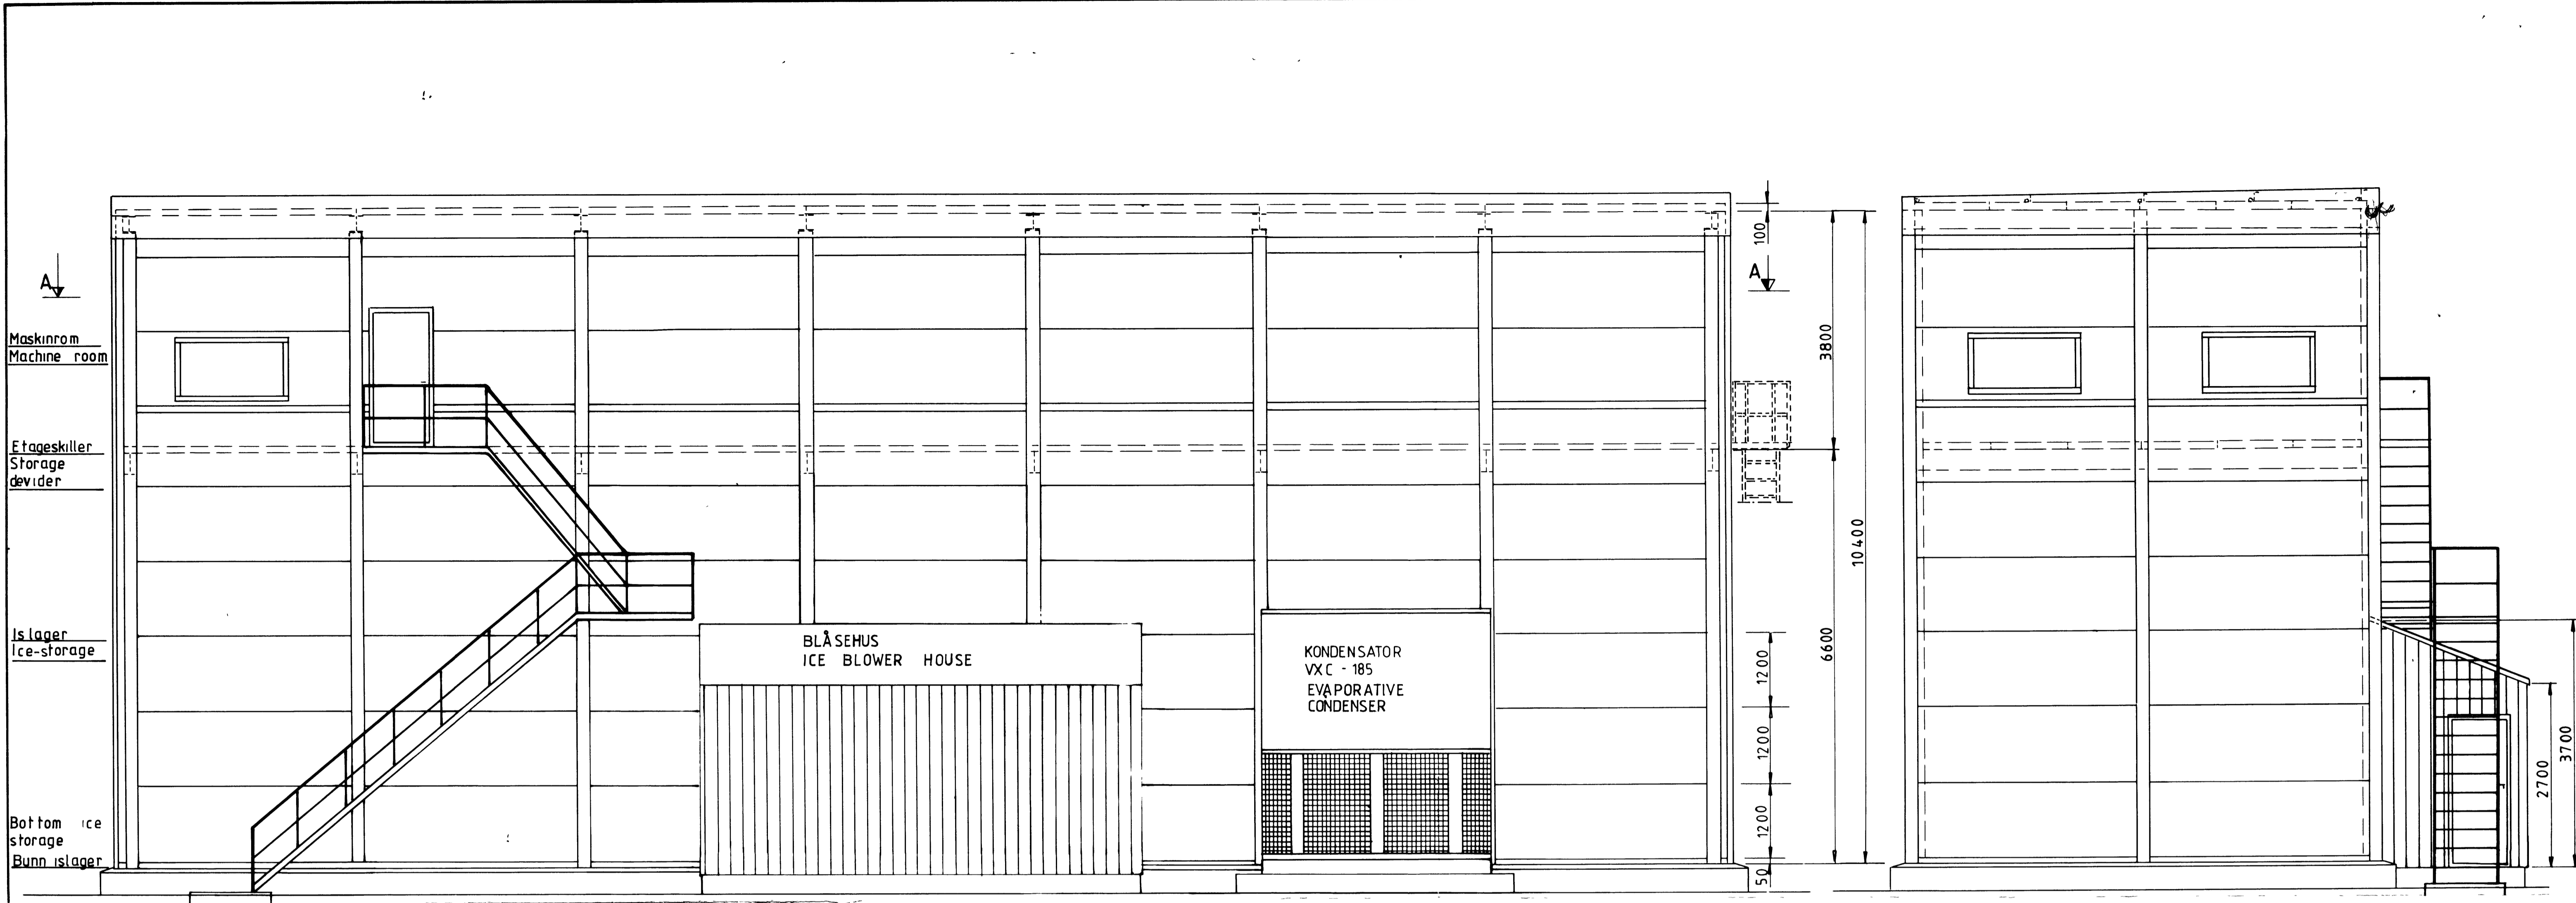 A
Maskinrom
Machine room
Etageskiller
Storage
devider
Is lager
Ice-storage
Bottom ice
storage
Bunn islager
BLÅSEHUS
ICE BLOWER HOUSE
KONDENSATOR
VXC - 185
EVAPORATIVE
CONDENSER
100
A
3800
10400
6600
1200
1200
1200
50
2700
3700